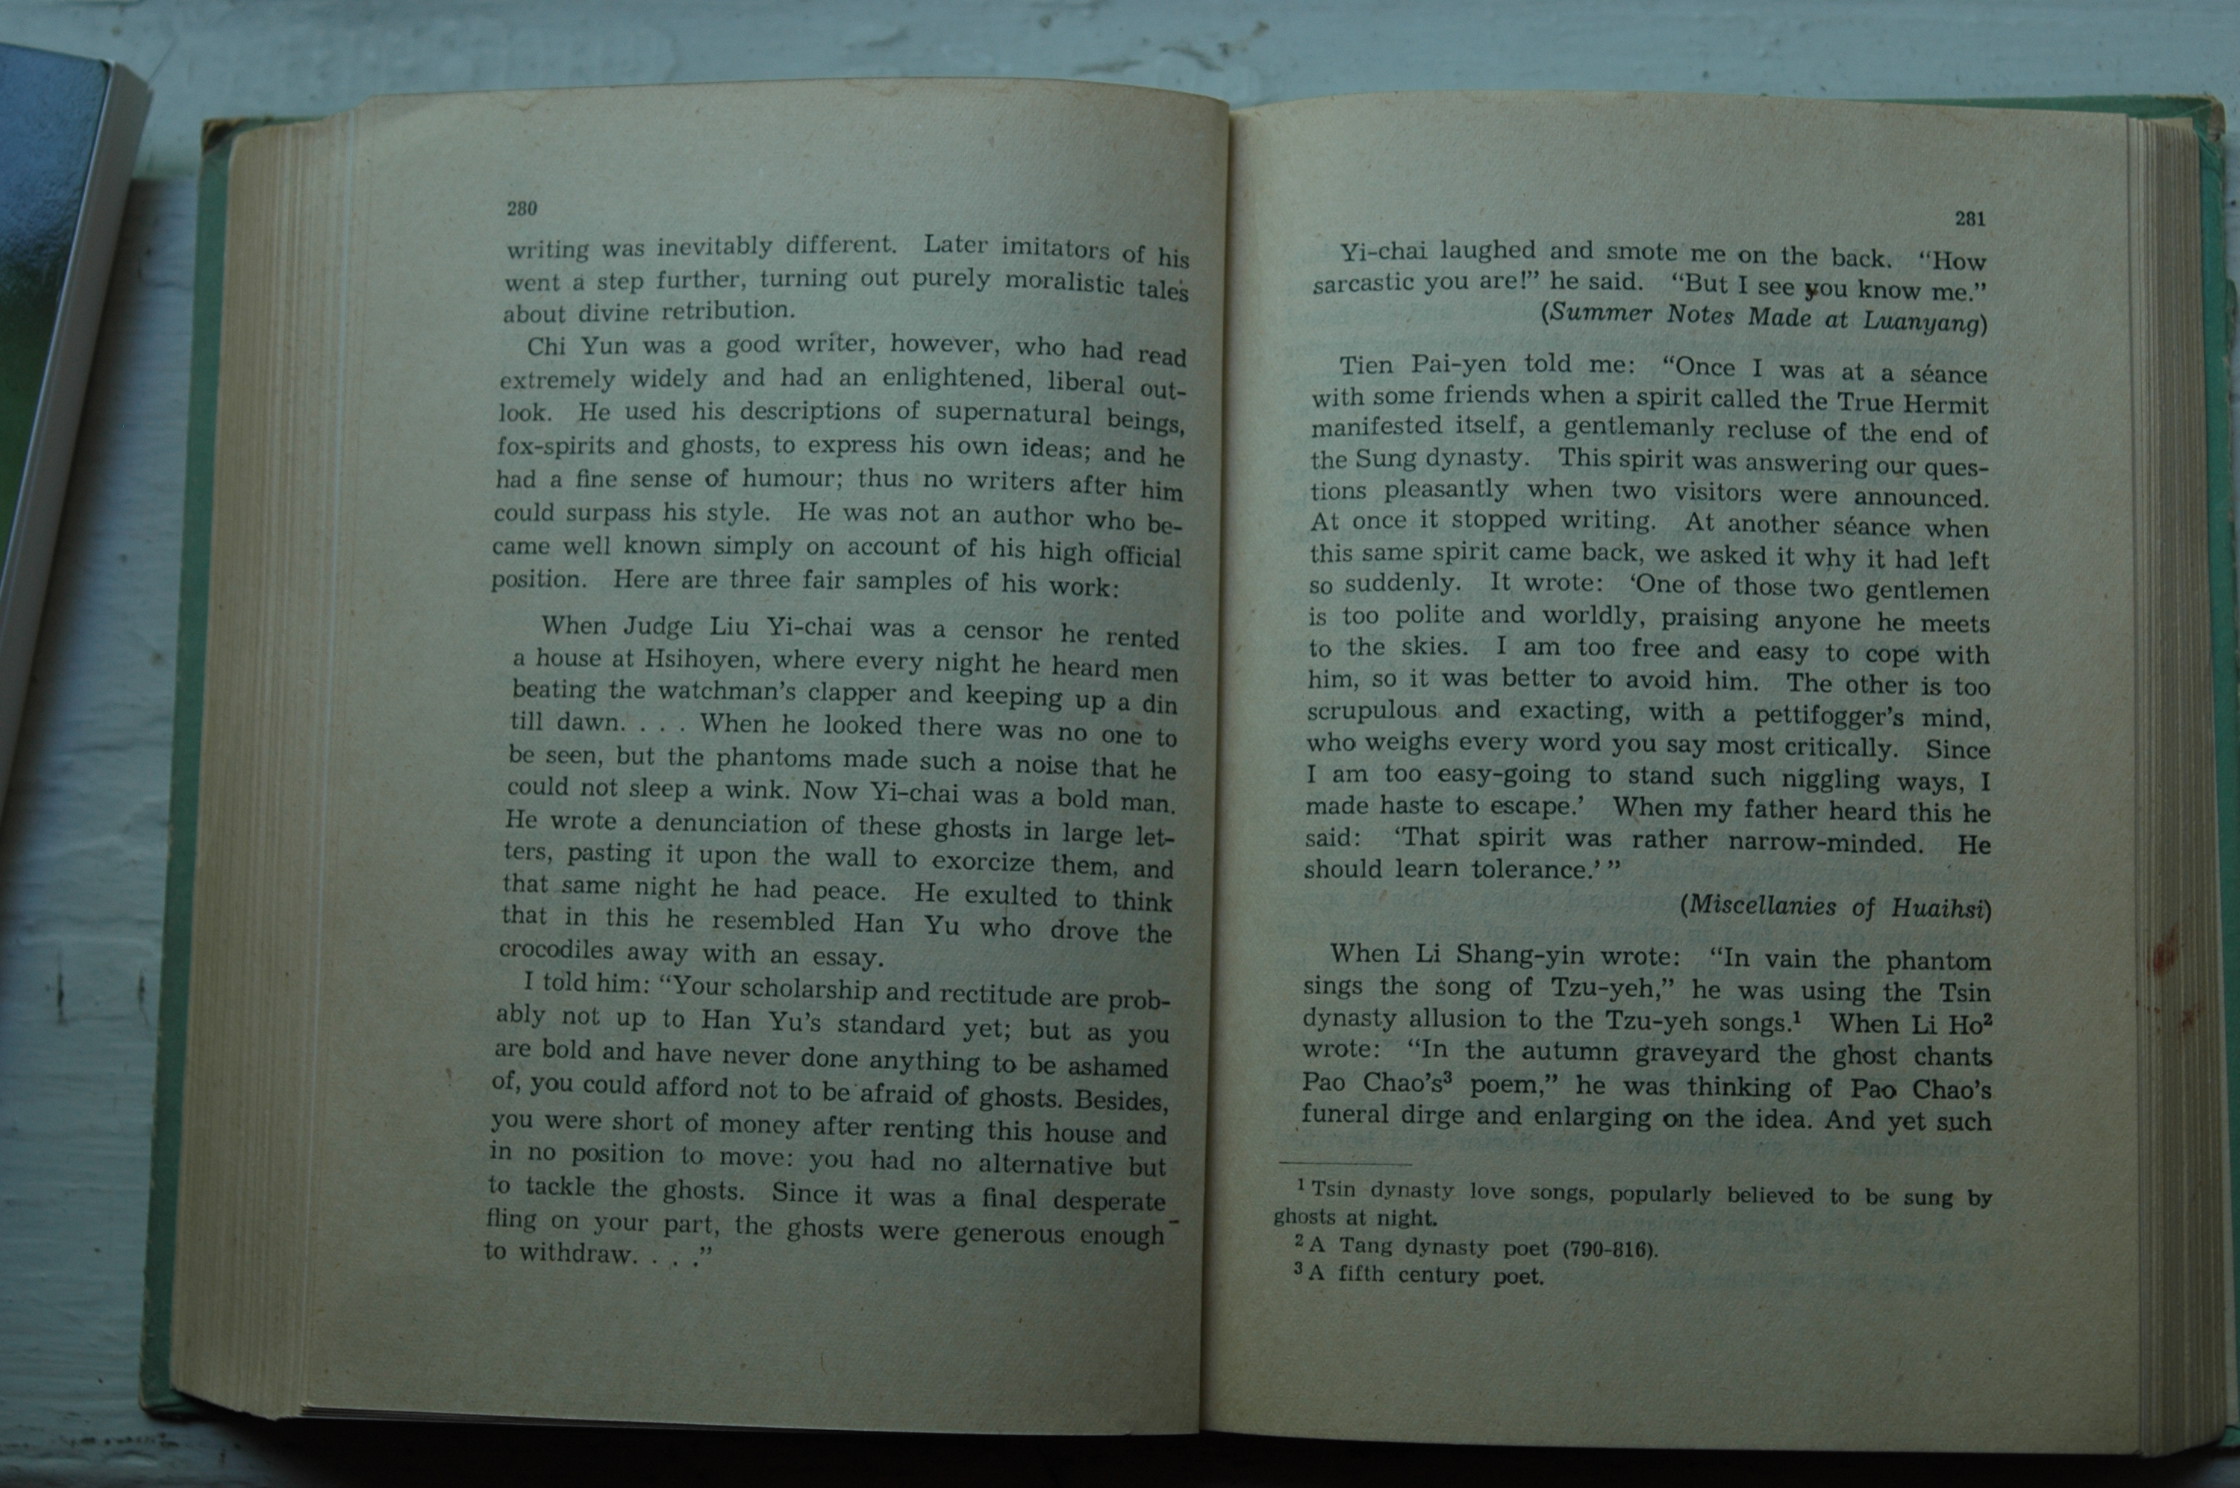 280
writing was inevitably different. Later imitators of his
went a step further, turning out purely moralistic tales
about divine retribution.
Chi Yun was a good writer, however, who had read
extremely widely and had an enlightened, liberal out-
look. He used his descriptions of supernatural beings,
fox-spirits and ghosts, to express his own ideas; and he
had a fine sense of humour; thus no writers after him
could surpass his style. He was not an author who be-
came well known simply on account of his high official
position. Here are three fair samples of his work:
When Judge Liu Yi-chai was a censor he rented
a house at Hsihoyen, where every night he heard men
beating the watchman's clapper and keeping up a din
till dawn. . . . When he looked there was no one to
be seen, but the phantoms made such a noise that he
could not sleep a wink. Now Yi-chai was a bold man.
He wrote a denunciation of these ghosts in large let-
ters, pasting it upon the wall to exorcize them, and
that same night he had peace. He exulted to think
that in this he resembled Han Yu who drove the
crocodiles away with an essay.
I told him: "Your scholarship and rectitude are prob-
ably not up to Han Yu's standard yet; but as you
are bold and have never done anything to be ashamed
of, you could afford not to be afraid of ghosts. Besides,
you were short of money after renting this house and
in no position to move: you had no alternative but
to tackle the ghosts. Since it was a final desperate
fling on your part, the ghosts were generous enough
to withdraw. . . ."
281
Yi-chai laughed and smote me on the back. "How
sarcastic you are!" he said. "But I see you know me."
(Summer Notes Made at Luanyang)
Tien Pai-yen told me: "Once I was at a séance
with some friends when a spirit called the True Hermit
manifested itself, a gentlemanly recluse of the end of
the Sung dynasty. This spirit was answering our ques-
tions pleasantly when two visitors were announced.
At once it stopped writing. At another séance when
this same spirit came back, we asked it why it had left
so suddenly. It wrote: 'One of those two gentlemen
is too polite and worldly, praising anyone he meets
to the skies. I am too free and easy to cope with
him, so it was better to avoid him. The other is too
scrupulous and exacting, with a pettifogger's mind,
who weighs every word you say most critically. Since
I am too easy-going to stand such niggling ways, I
made haste to escape.' When my father heard this he
said: 'That spirit was rather narrow-minded. He
should learn tolerance.'"
(Miscellanies of Huaihsi)
When Li Shang-yin wrote: "In vain the phantom
sings the song of Tzu-yeh," he was using the Tsin
dynasty allusion to the Tzu-yeh songs.¹ When Li Ho²
wrote: "In the autumn graveyard the ghost chants
Pao Chao's³ poem," he was thinking of Pao Chao's
funeral dirge and enlarging on the idea. And yet such
¹ Tsin dynasty love songs, popularly believed to be sung by
ghosts at night.
² A Tang dynasty poet (790-816).
³ A fifth century poet.